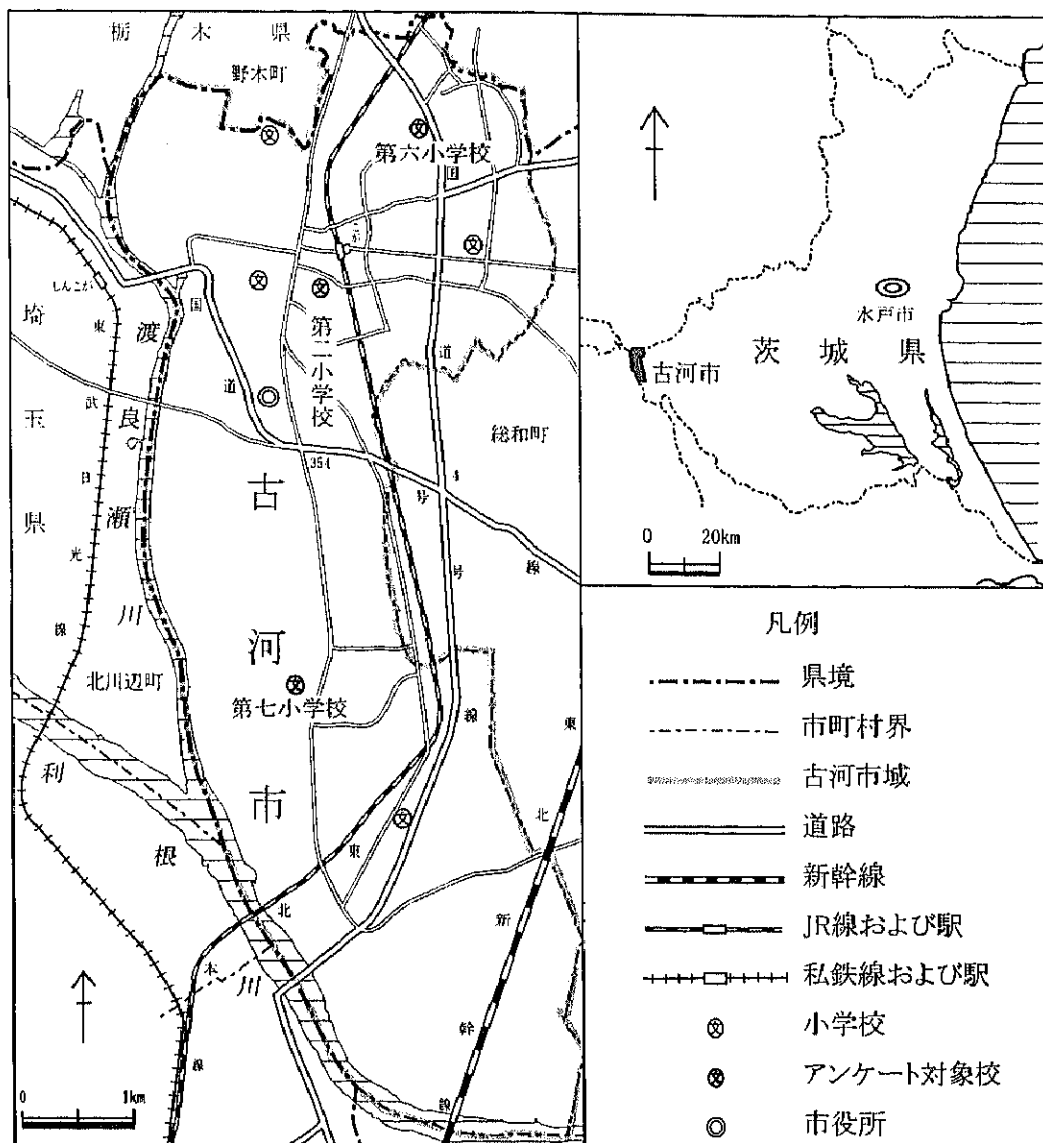 栃木県
野木町
第六小学校
国
しんこが
東
武
日
光
線
埼
玉
県
渡
良
瀬
川
国
道
第二小学校
道
4
号
線
総和町
354
号
線
古
河
市
北川辺町
第七小学校
利
根
川
東
北
本
線
東
北
新
幹
線
0 1km
水戸市
茨城県
古河市
0 20km
凡例
県境
市町村界
古河市域
道路
新幹線
JR線および駅
私鉄線および駅
小学校
アンケート対象校
市役所